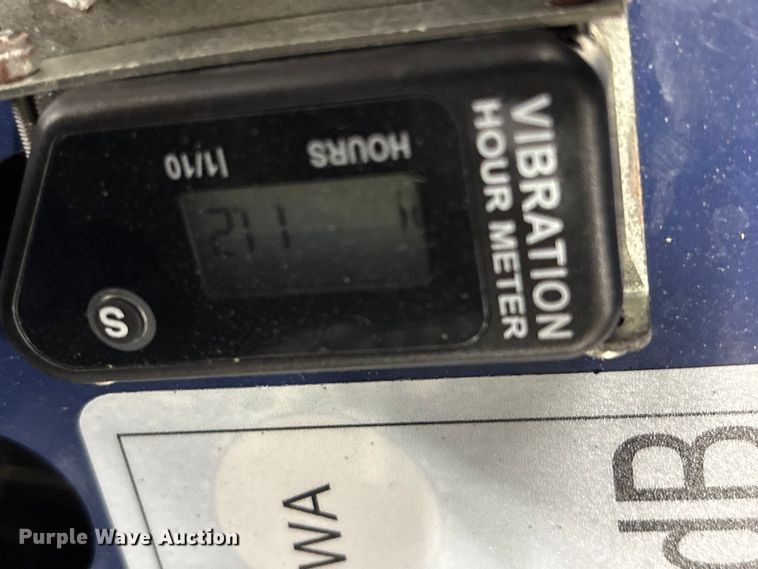 VIBRATION
HOUR METER
HOURS
1/10
S
WA
dB
Purple Wave Auction